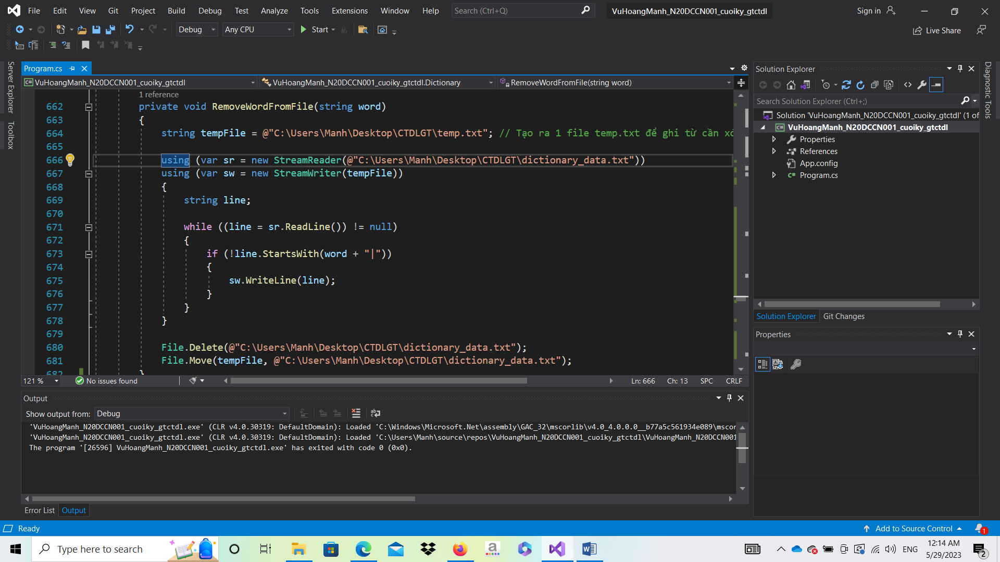 File Edit View Git Project Build Debug Test Analyze Tools Extensions Window Help Search (Ctrl+Q) VuHoangManh_N20DCCN001_cuoiky_gtctdl Sign in
Debug Any CPU Start Live Share
Server Explorer
Toolbox
Program.cs
VuHoangManh_N20DCCN001_cuoiky_gtctdl VuHoangManh_N20DCCN001_cuoiky_gtctdl.Dictionary RemoveWordFromFile(string word)
1 reference
662 private void RemoveWordFromFile(string word)
663 {
664 string tempFile = @"C:\Users\Manh\Desktop\CTDLGT\temp.txt"; // Tạo ra 1 file temp.txt để ghi từ cần xó
665
666 using (var sr = new StreamReader(@"C:\Users\Manh\Desktop\CTDLGT\dictionary_data.txt"))
667 using (var sw = new StreamWriter(tempFile))
668 {
669 string line;
670
671 while ((line = sr.ReadLine()) != null)
672 {
673 if (!line.StartsWith(word + "|"))
674 {
675 sw.WriteLine(line);
676 }
677 }
678 }
679
680 File.Delete(@"C:\Users\Manh\Desktop\CTDLGT\dictionary_data.txt");
681 File.Move(tempFile, @"C:\Users\Manh\Desktop\CTDLGT\dictionary_data.txt");
682 }
121 % No issues found Ln: 666 Ch: 13 SPC CRLF
Output
Show output from: Debug
'VuHoangManh_N20DCCN001_cuoiky_gtctdl.exe' (CLR v4.0.30319: DefaultDomain): Loaded 'C:\Windows\Microsoft.Net\assembly\GAC_32\mscorlib\v4.0_4.0.0.0__b77a5c561934e089\mscor
'VuHoangManh_N20DCCN001_cuoiky_gtctdl.exe' (CLR v4.0.30319: DefaultDomain): Loaded 'C:\Users\Manh\source\repos\VuHoangManh_N20DCCN001_cuoiky_gtctdl\VuHoangManh_N20DCCN001
The program '[26596] VuHoangManh_N20DCCN001_cuoiky_gtctdl.exe' has exited with code 0 (0x0).
Error List Output
Solution Explorer
Search Solution Explorer (Ctrl+;)
Solution 'VuHoangManh_N20DCCN001_cuoiky_gtctdl' (1 of
VuHoangManh_N20DCCN001_cuoiky_gtctdl
Properties
References
App.config
Program.cs
Solution Explorer Git Changes
Properties
Diagnostic Tools
Ready Add to Source Control 1
Type here to search ENG 12:14 AM
5/29/2023 2